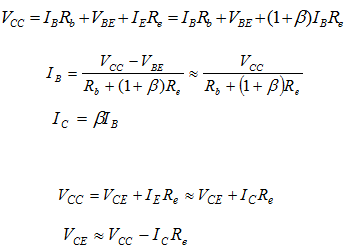 V_CC = I_B R_b + V_BE + I_E R_e = I_B R_b + V_BE + (1+β) I_B R_e
I_B = (V_CC − V_BE) / (R_b + (1+β) R_e) ≈ V_CC / (R_b + (1+β) R_e)
I_C = β I_B
V_CC = V_CE + I_E R_e ≈ V_CE + I_C R_e
V_CE ≈ V_CC − I_C R_e